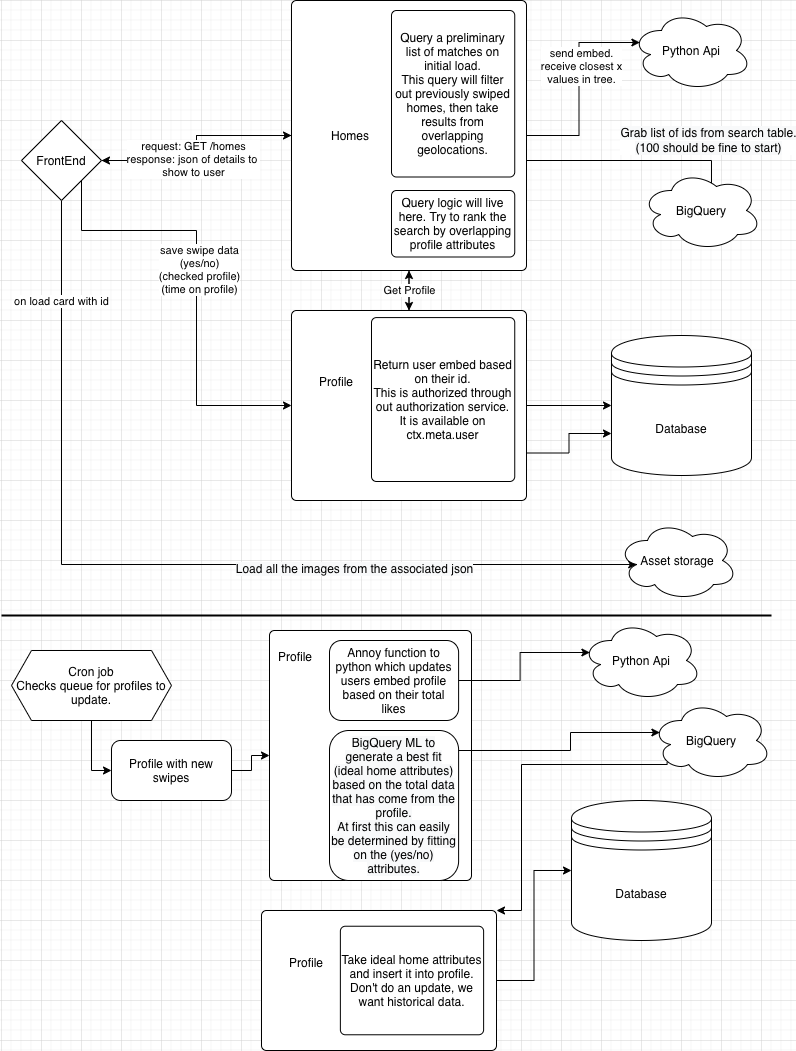 Query a preliminary
list of matches on
initial load.
This query will filter
out previously swiped
homes, then take
results from
overlapping
geolocations.
Homes
Query logic will live
here. Try to rank the
search by overlapping
profile attributes
send embed.
receive closest x
values in tree.
Python Api
Grab list of ids from search table.
(100 should be fine to start)
BigQuery
FrontEnd
request: GET /homes
response: json of details to
show to user
save swipe data
(yes/no)
(checked profile)
(time on profile)
on load card with id
Get Profile
Profile
Return user embed based
on their id.
This is authorized through
out authorization service.
It is available on
ctx.meta.user
Database
Load all the images from the associated json
Asset storage
Cron job
Checks queue for profiles to
update.
Profile with new
swipes
Profile
Annoy function to
python which updates
users embed profile
based on their total
likes
Python Api
BigQuery ML to
generate a best fit
(ideal home attributes)
based on the total data
that has come from the
profile.
At first this can easily
be determined by fitting
on the (yes/no)
attributes.
BigQuery
Database
Profile
Take ideal home attributes
and insert it into profile.
Don't do an update, we
want historical data.